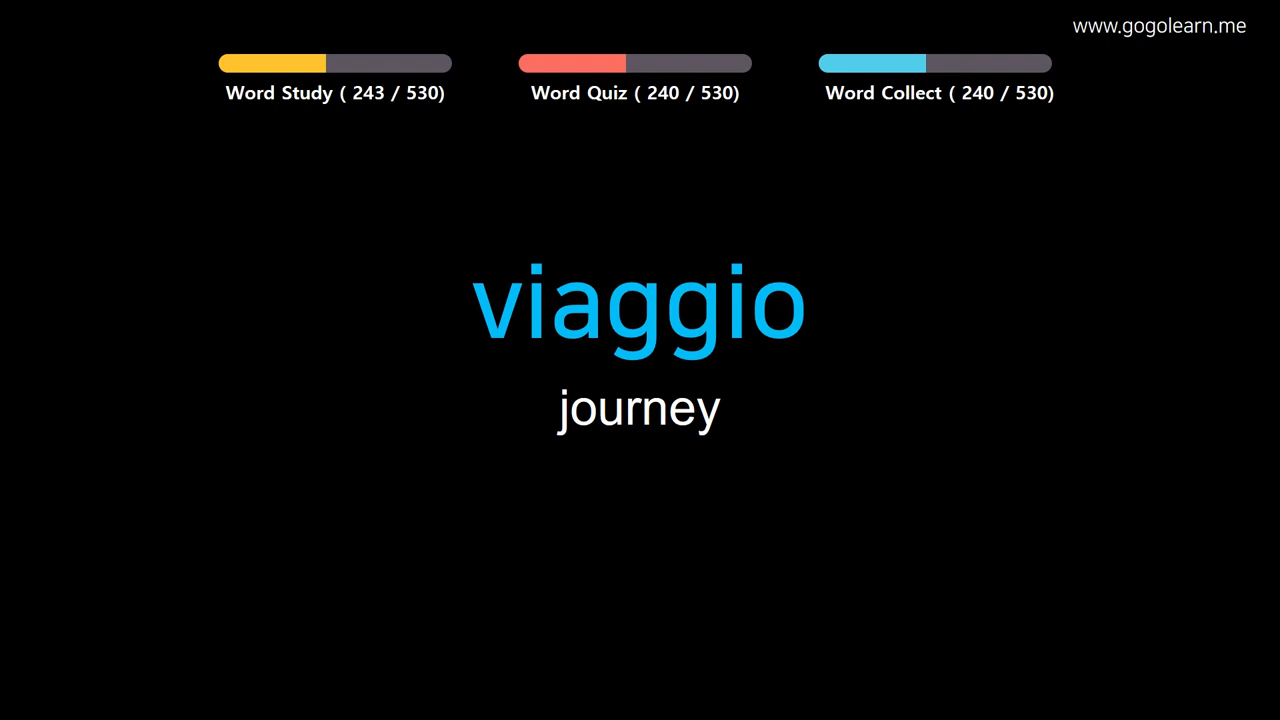 www.gogolearn.me
Word Study ( 243 / 530)
Word Quiz ( 240 / 530)
Word Collect ( 240 / 530)
viaggio
journey